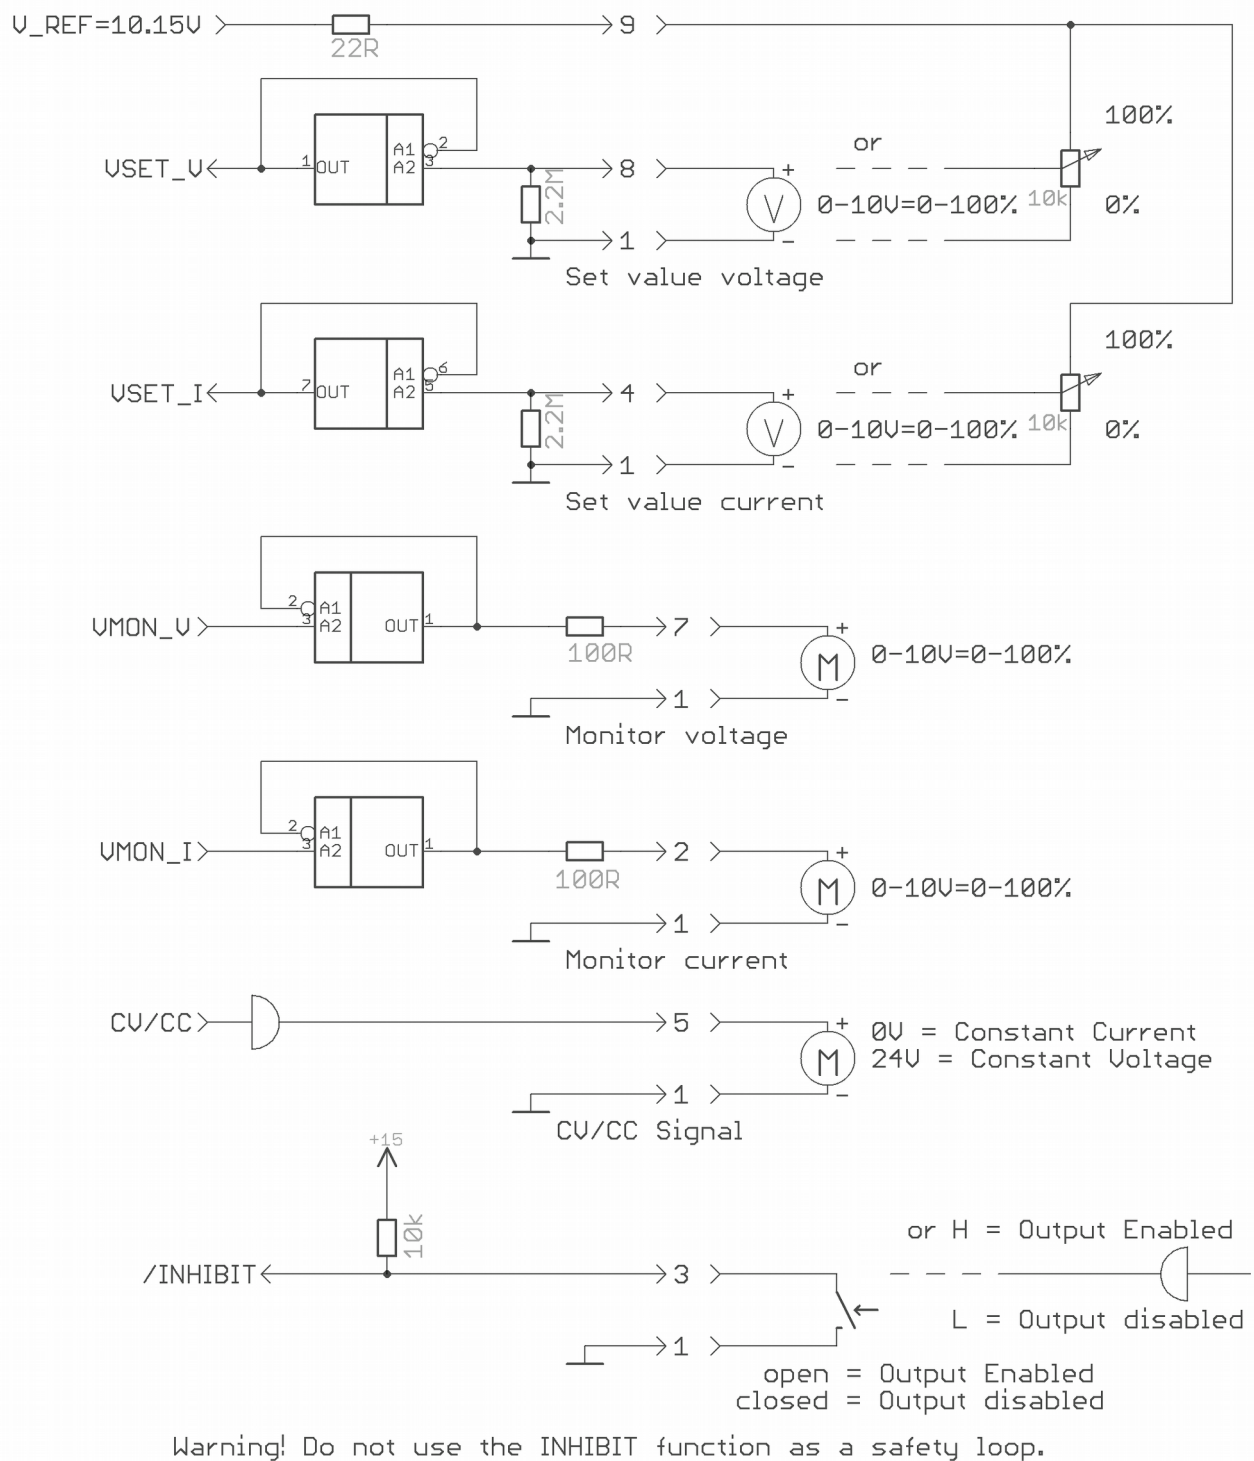 V_REF=10.15V
22R
9
100%
or
VSET_V
1
OUT
A1
2
A2
3
2.2M
8
+
V
0-10V=0-100%
10k
0%
1
-
Set value voltage
100%
or
VSET_I
7
OUT
A1
6
A2
5
2.2M
4
+
V
0-10V=0-100%
10k
0%
1
-
Set value current
VMON_V
2
A1
3
A2
OUT
1
100R
7
+
M
0-10V=0-100%
1
-
Monitor voltage
VMON_I
2
A1
3
A2
OUT
1
100R
2
+
M
0-10V=0-100%
1
-
Monitor current
CV/CC
5
+
M
0V = Constant Current
24V = Constant Voltage
1
-
CV/CC Signal
+15
10k
or H = Output Enabled
/INHIBIT
3
L = Output disabled
1
open = Output Enabled
closed = Output disabled
Warning! Do not use the INHIBIT function as a safety loop.